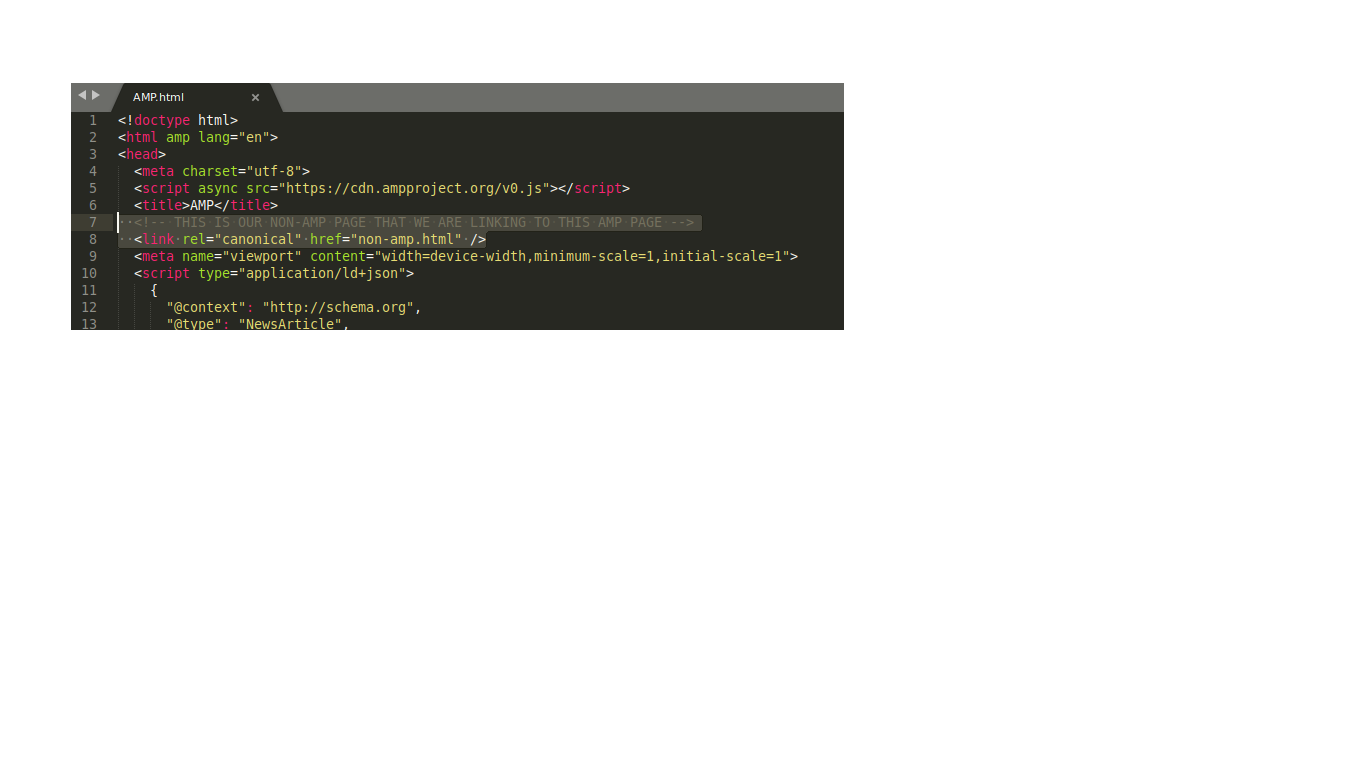 AMP.html ×
1 <!doctype html>
2 <html amp lang="en">
3 <head>
4 <meta charset="utf-8">
5 <script async src="https://cdn.ampproject.org/v0.js"></script>
6 <title>AMP</title>
7 <!-- THIS IS OUR NON-AMP PAGE THAT WE ARE LINKING TO THIS AMP PAGE -->
8 <link rel="canonical" href="non-amp.html" />
9 <meta name="viewport" content="width=device-width,minimum-scale=1,initial-scale=1">
10 <script type="application/ld+json">
11 {
12 "@context": "http://schema.org",
13 "@type": "NewsArticle",